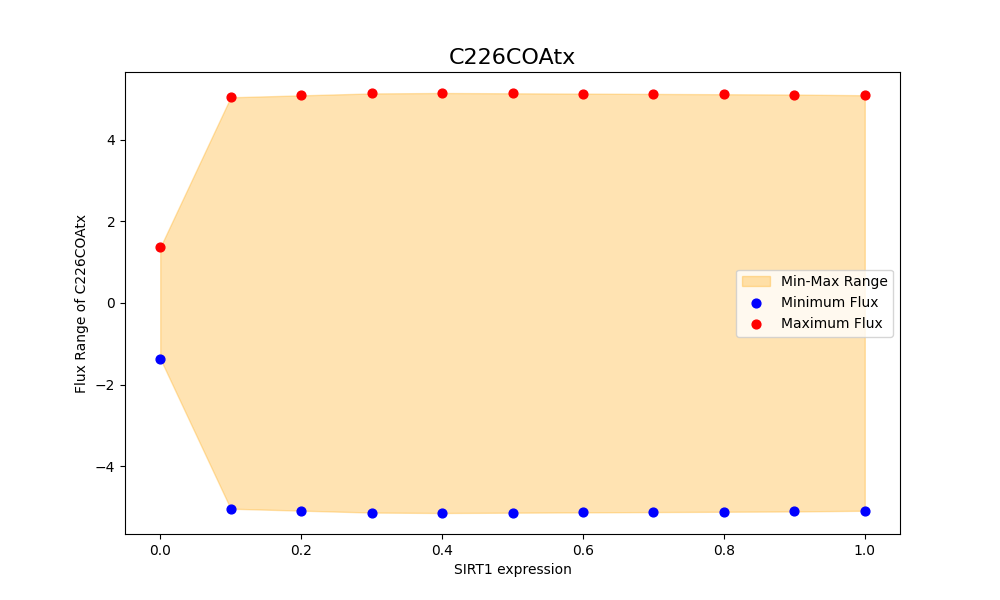 C226COAtx
Flux Range of C226COAtx
4
2
0
−2
−4
Min-Max Range
Minimum Flux
Maximum Flux
0.0 0.2 0.4 0.6 0.8 1.0
SIRT1 expression